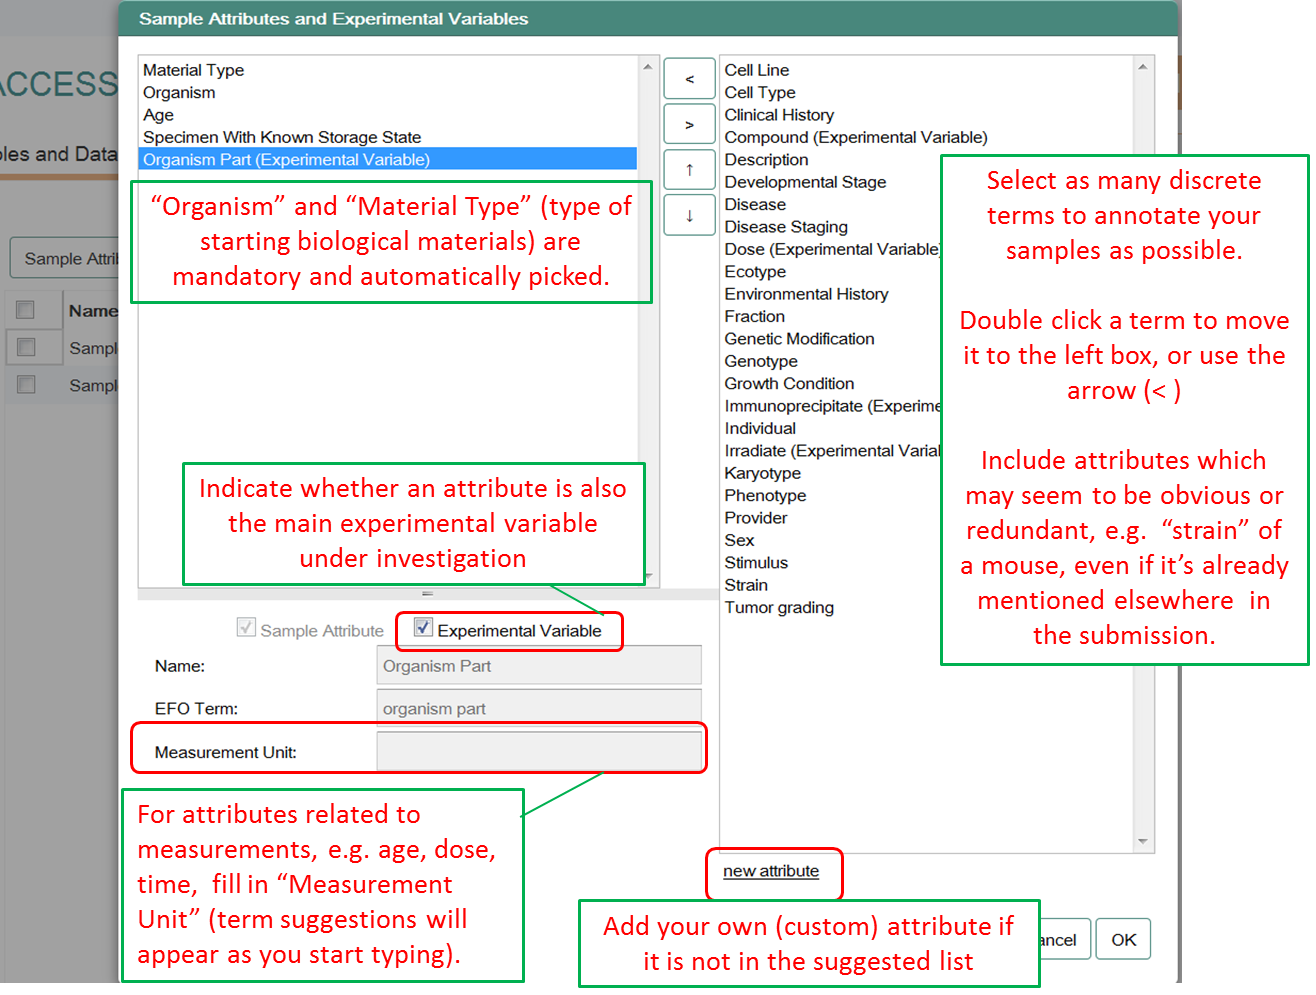 Sample Attributes and Experimental Variables
ACCESS
Material Type
Organism
Age
Specimen With Known Storage State
Organism Part (Experimental Variable)
and Data
Sample
Name
“Organism” and “Material Type” (type of
starting biological materials) are
mandatory and automatically picked.
<
>
↑
↓
Cell Line
Cell Type
Clinical History
Compound (Experimental Variable)
Description
Developmental Stage
Disease
Disease Staging
Dose (Experimental Variable)
Ecotype
Environmental History
Fraction
Genetic Modification
Genotype
Growth Condition
Immunoprecipitate
Individual
Irradiate (Experimental
Karyotype
Phenotype
Provider
Sex
Stimulus
Strain
Tumor grading
Select as many discrete
terms to annotate your
samples as possible.
Double click a term to move
it to the left box, or use the
arrow (< )
Include attributes which
may seem to be obvious or
redundant, e.g. “strain” of
a mouse, even if it’s already
mentioned elsewhere in
the submission.
Indicate whether an attribute is also
the main experimental variable
under investigation
Sample Attribute
Experimental Variable
Name:
Organism Part
EFO Term:
organism part
Measurement Unit:
For attributes related to
measurements, e.g. age, dose,
time, fill in “Measurement
Unit” (term suggestions will
appear as you start typing).
new attribute
Add your own (custom) attribute if
it is not in the suggested list
OK